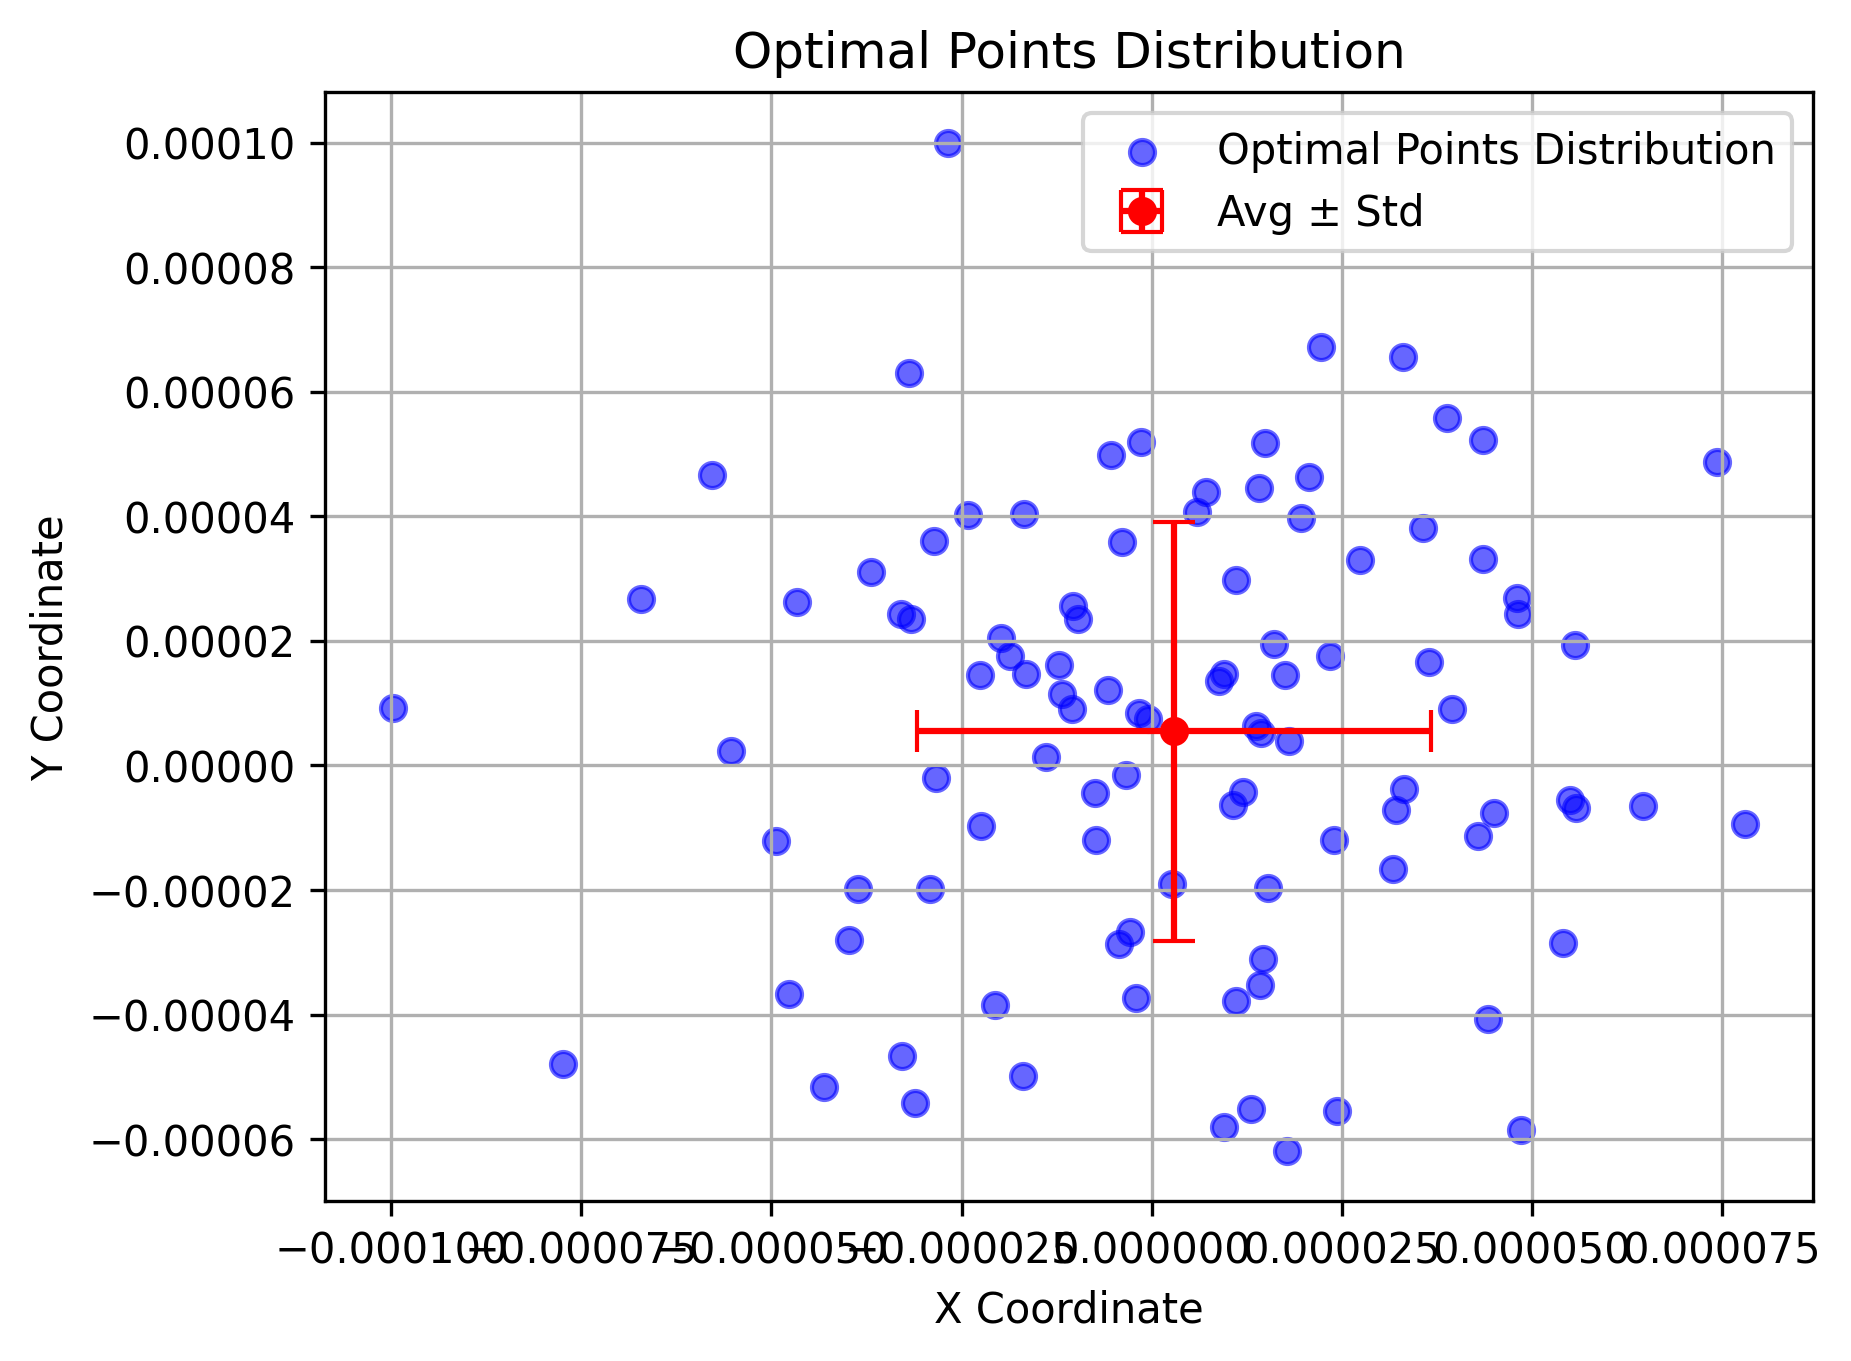 Optimal Points Distribution
Optimal Points Distribution
Avg ± Std
0.00010
0.00008
0.00006
0.00004
0.00002
0.00000
−0.00002
−0.00004
−0.00006
Y Coordinate
−0.000100 −0.000075 −0.000050 −0.000025 0.000000 0.000025 0.000050 0.000075
X Coordinate